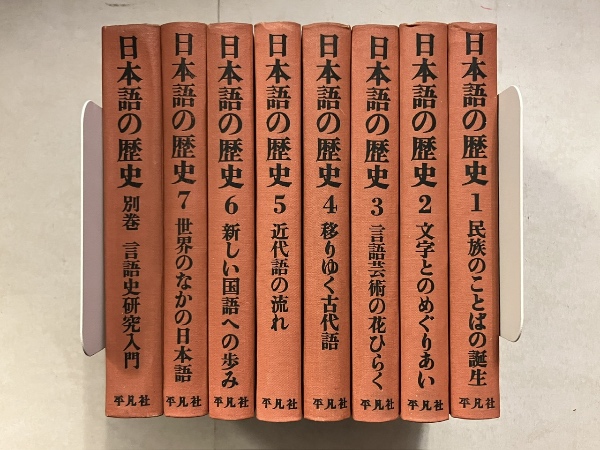 日本語の歴史 1 民族のことばの誕生 平凡社
日本語の歴史 2 文字とのめぐりあい 平凡社
日本語の歴史 3 言語芸術の花ひらく 平凡社
日本語の歴史 4 移りゆく古代語 平凡社
日本語の歴史 5 近代語の流れ 平凡社
日本語の歴史 6 新しい国語への歩み 平凡社
日本語の歴史 7 世界のなかの日本語 平凡社
日本語の歴史 別巻 言語史研究入門 平凡社